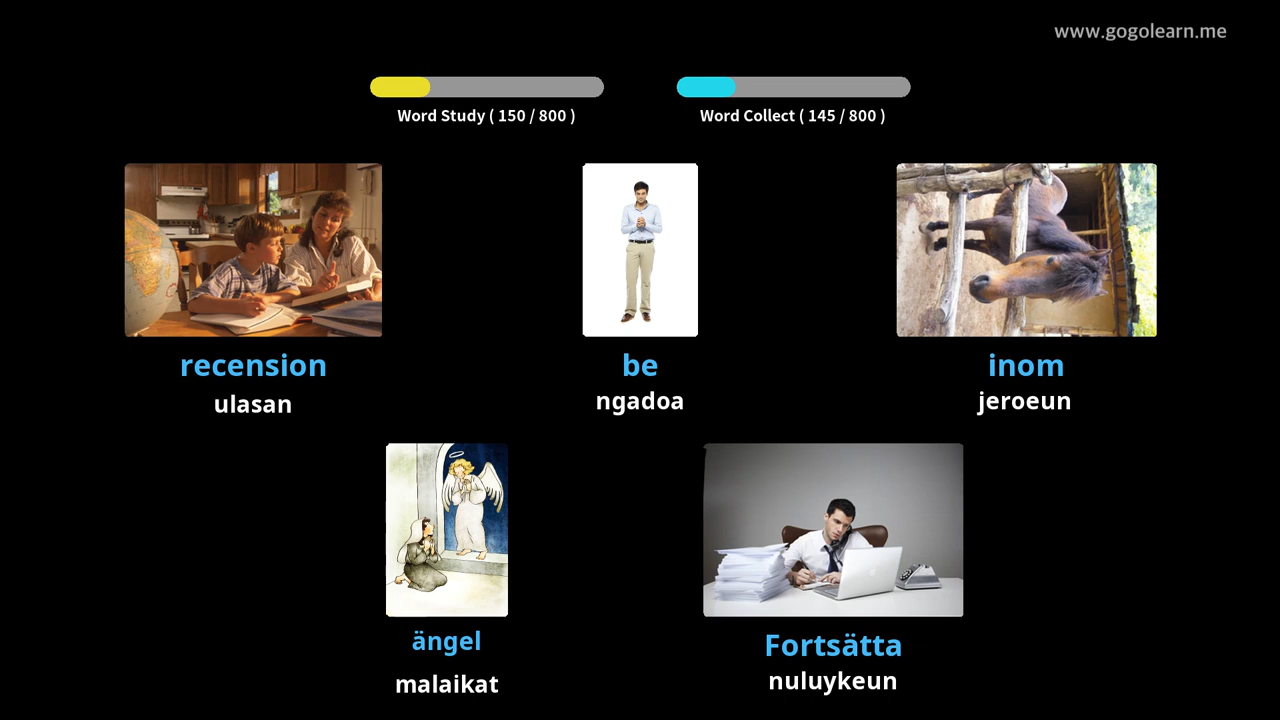 www.gogolearn.me
Word Study ( 150 / 800 )
Word Collect ( 145 / 800 )
recension
ulasan
be
ngadoa
inom
jeroeun
ängel
malaikat
Fortsätta
nuluykeun